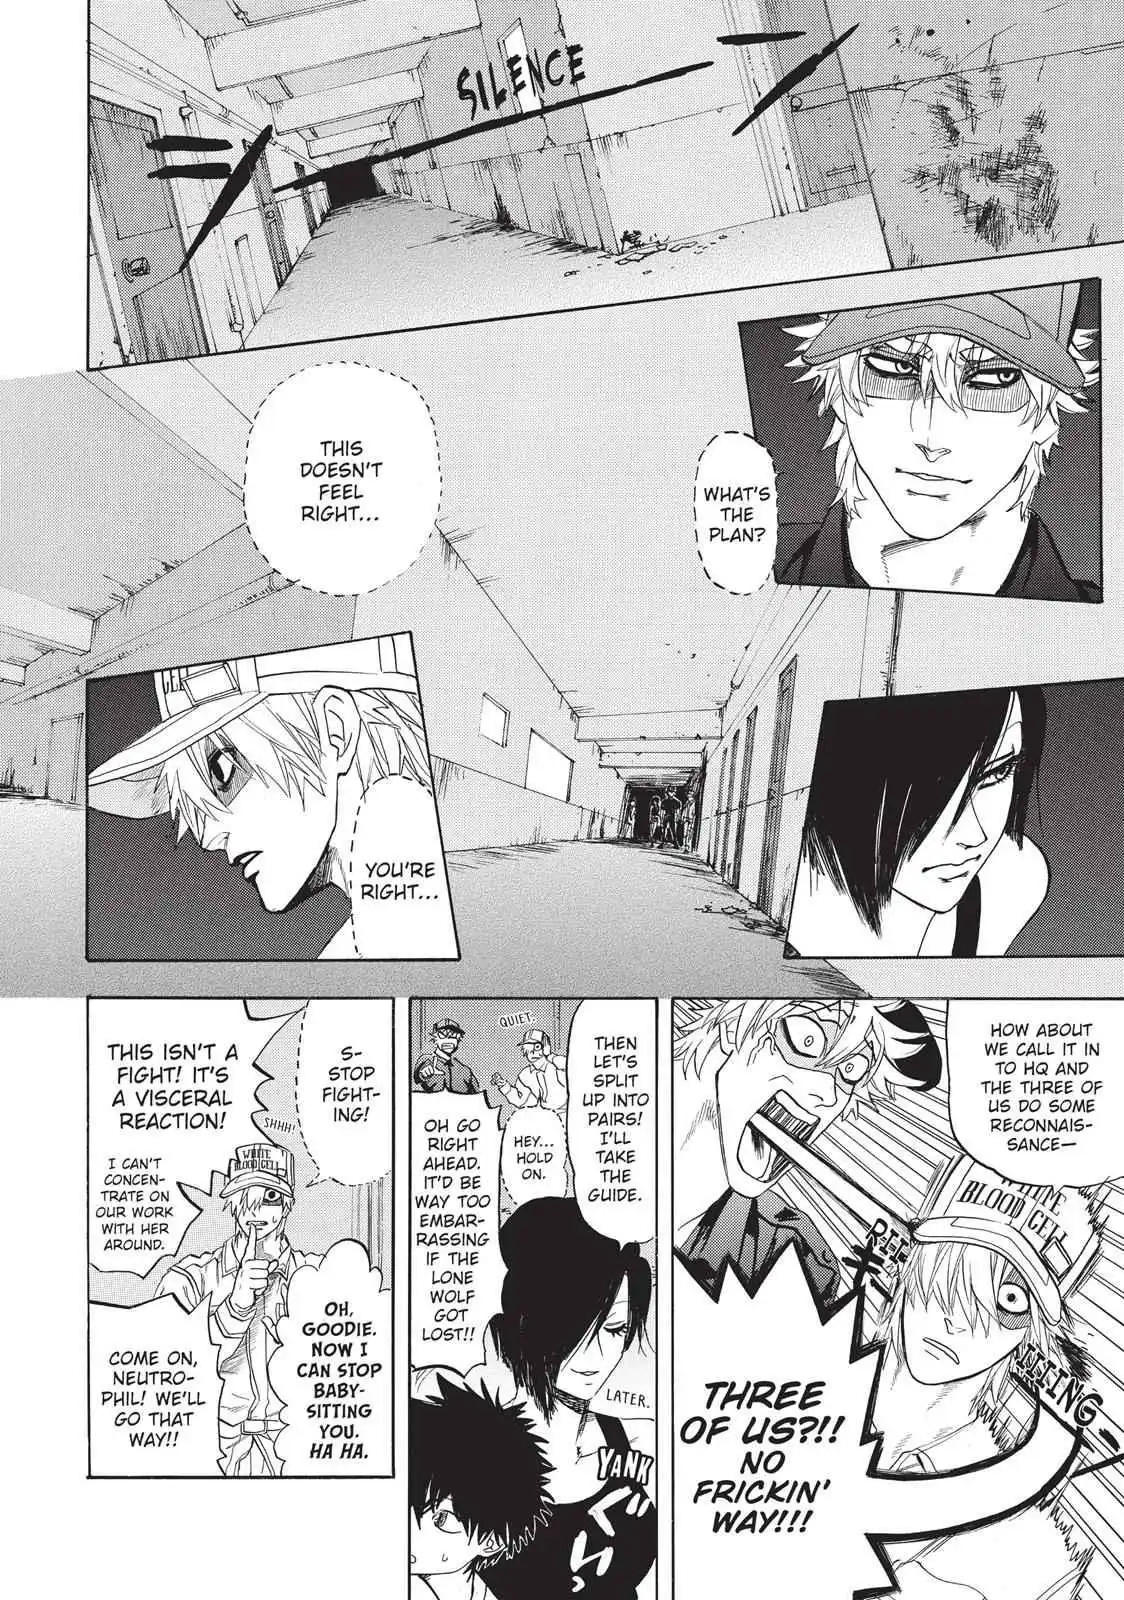 SILENCE
WHAT'S
THE
PLAN?
THIS
DOESN'T
FEEL
RIGHT...
YOU'RE
RIGHT...
HOW ABOUT
WE CALL IT IN
TO HQ AND
THE THREE OF
US DO SOME
RECONNAIS-
SANCE—
WHITE
BLOOD CELL
REE
IIIING
THREE
OF US?!!
NO
FRICKIN'
WAY!!!
THEN
LET'S
SPLIT
UP INTO
PAIRS!
I'LL
TAKE
THE
GUIDE.
QUIET.
HEY...
HOLD
ON.
OH GO
RIGHT
AHEAD.
IT'D BE
WAY TOO
EMBAR-
RASSING
IF THE
LONE
WOLF
GOT
LOST!!
LATER.
YANK
ぐい
S-
STOP
FIGHT-
ING!
THIS ISN'T A
FIGHT! IT'S
A VISCERAL
REACTION!
SHHH!
I CAN'T
CONCEN-
TRATE ON
OUR WORK
WITH HER
AROUND.
WHITE
BLOOD CELL
OH,
GOODIE.
NOW I
CAN STOP
BABY-
SITTING
YOU.
HA HA.
COME ON,
NEUTRO-
PHIL! WE'LL
GO THAT
WAY!!